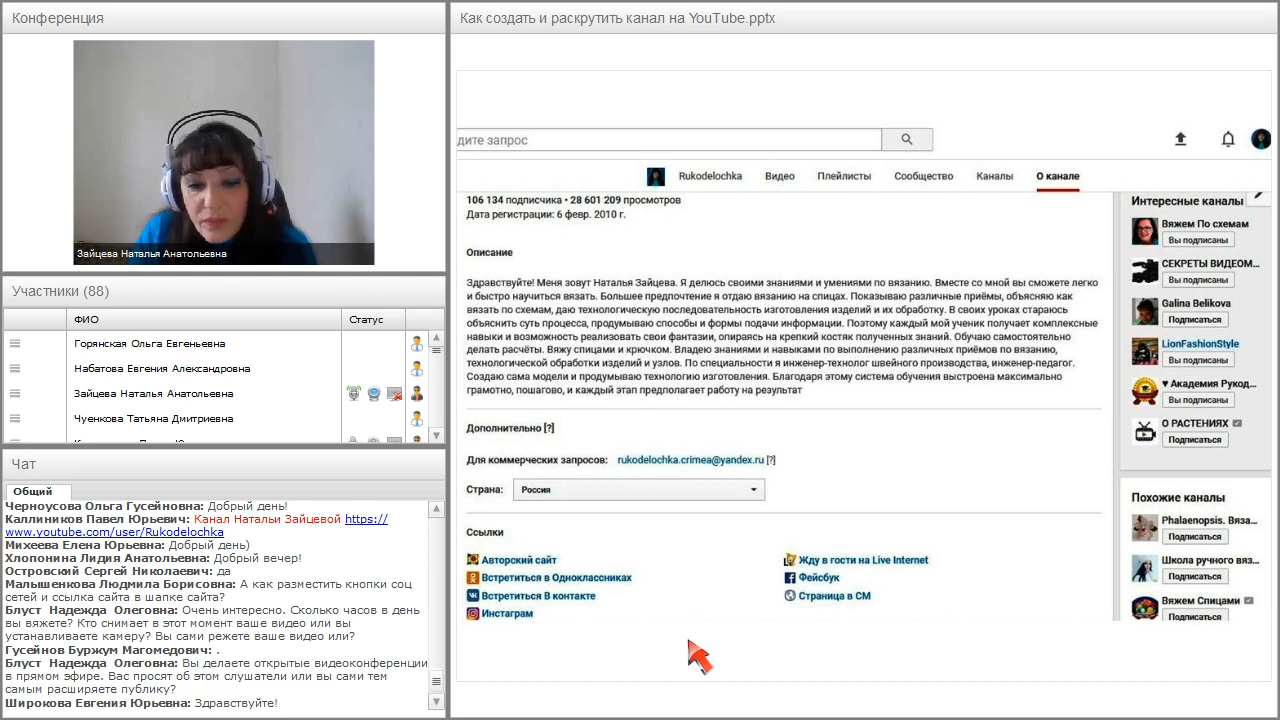 Конференция
Зайцева Наталья Анатольевна
Участники (88)
ФИО
Статус
Горянская Ольга Евгеньевна
Набатова Евгения Александровна
Зайцева Наталья Анатольевна
Чуенкова Татьяна Дмитриевна
Чат
Общий
Черноусова Ольга Гусейновна: Добрый день!
Каллиников Павел Юрьевич: Канал Натальи Зайцевой https://
www.youtube.com/user/Rukodelochka
Михеева Елена Юрьевна: Добрый день)
Хлопонина Лидия Анатольевна: Добрый вечер!
Островский Сергей Николаевич: да
Малышенкова Людмила Борисовна: А как разместить кнопки соц
сетей и ссылка сайта в шапке сайта?
Блуст Надежда Олеговна: Очень интересно. Сколько часов в день
вы вяжете? Кто снимает в этот момент ваше видео или вы
устанавливаете камеру? Вы сами режете ваше видео или?
Гусейнов Буржум Магомедович: .
Блуст Надежда Олеговна: Вы делаете открытые видеоконференции
в прямом эфире. Вас просят об этом слушатели или вы сами тем
самым расширяете публику?
Широкова Евгения Юрьевна: Здравствуйте!
Как создать и раскрутить канал на YouTube.pptx
дите запрос
Rukodelochka Видео Плейлисты Сообщество Каналы О канале
106 134 подписчика • 28 601 209 просмотров
Дата регистрации: 6 февр. 2010 г.
Описание
Здравствуйте! Меня зовут Наталья Зайцева. Я делюсь своими знаниями и умениями по вязанию. Вместе со мной вы сможете легко
и быстро научиться вязать. Большее предпочтение я отдаю вязанию на спицах. Показываю различные приёмы, объясняю как
вязать по схемам, даю технологическую последовательность изготовления изделий и их обработку. В своих уроках стараюсь
объяснить суть процесса, продумываю способы и формы подачи информации. Поэтому каждый мой ученик получает комплексные
навыки и возможность реализовать свои фантазии, опираясь на крепкий костяк полученных знаний. Обучаю самостоятельно
делать расчёты. Вяжу спицами и крючком. Владею знаниями и навыками по выполнению различных приёмов по вязанию,
технологической обработки изделий и узлов. По специальности я инженер-технолог швейного производства, инженер-педагог.
Создаю сама модели и продумываю технологию изготовления. Благодаря этому система обучения выстроена максимально
грамотно, пошагово, и каждый этап предполагает работу на результат
Дополнительно [?]
Для коммерческих запросов: rukodelochka.crimea@yandex.ru [?]
Страна: Россия
Ссылки
Авторский сайт
Встретиться в Одноклассниках
Встретиться В контакте
Инстаграм
Жду в гости на Live Internet
Фейсбук
Страница в СМ
Интересные каналы
Вяжем По схемам
Вы подписаны
СЕКРЕТЫ ВИДЕОМ...
Вы подписаны
Galina Belikova
Подписаться
LionFashionStyle
Вы подписаны
♥ Академия Рукод...
Вы подписаны
О РАСТЕНИЯХ
Подписаться
Похожие каналы
Phalaenopsis. Вяза...
Подписаться
Школа ручного вяз...
Подписаться
Вяжем Спицами
Подписаться